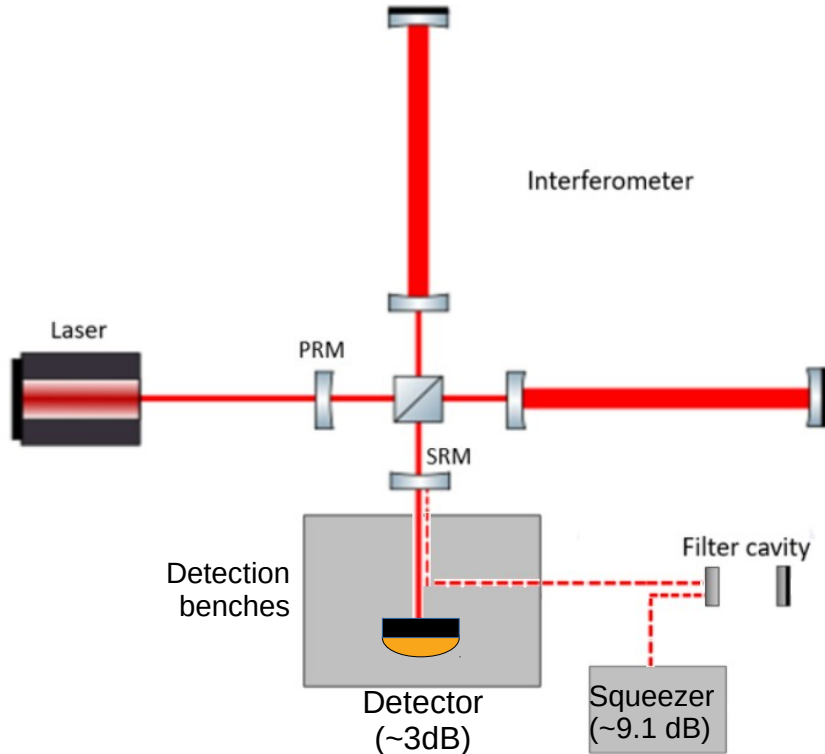 Interferometer
Laser
PRM
SRM
Detection
benches
Filter cavity
Detector
(~3dB)
Squeezer
(~9.1 dB)